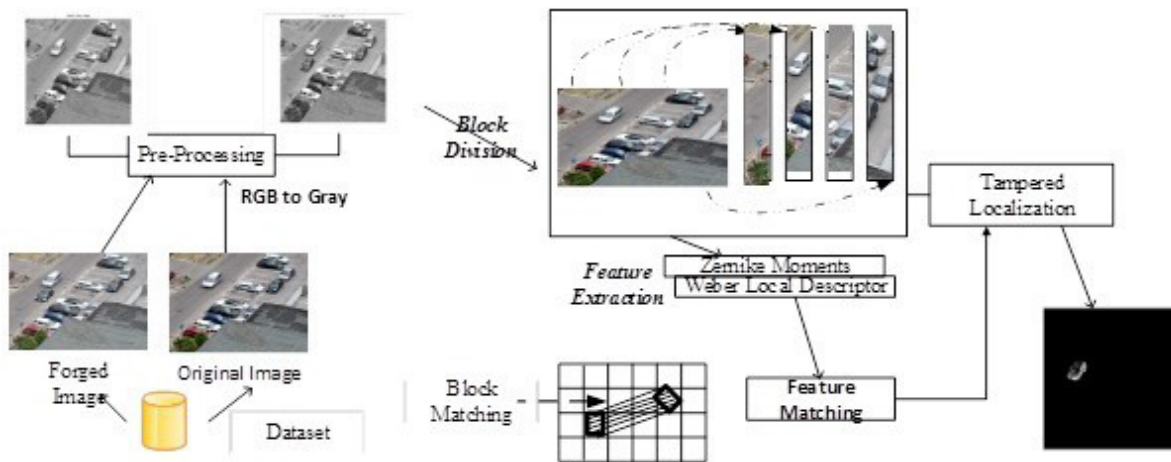 Pre-Processing
RGB to Gray
Forged
Image
Original Image
Dataset
Block
Division
Feature
Extraction
Zernike Moments
Weber Local Descriptor
Block
Matching
Feature
Matching
Tampered
Localization